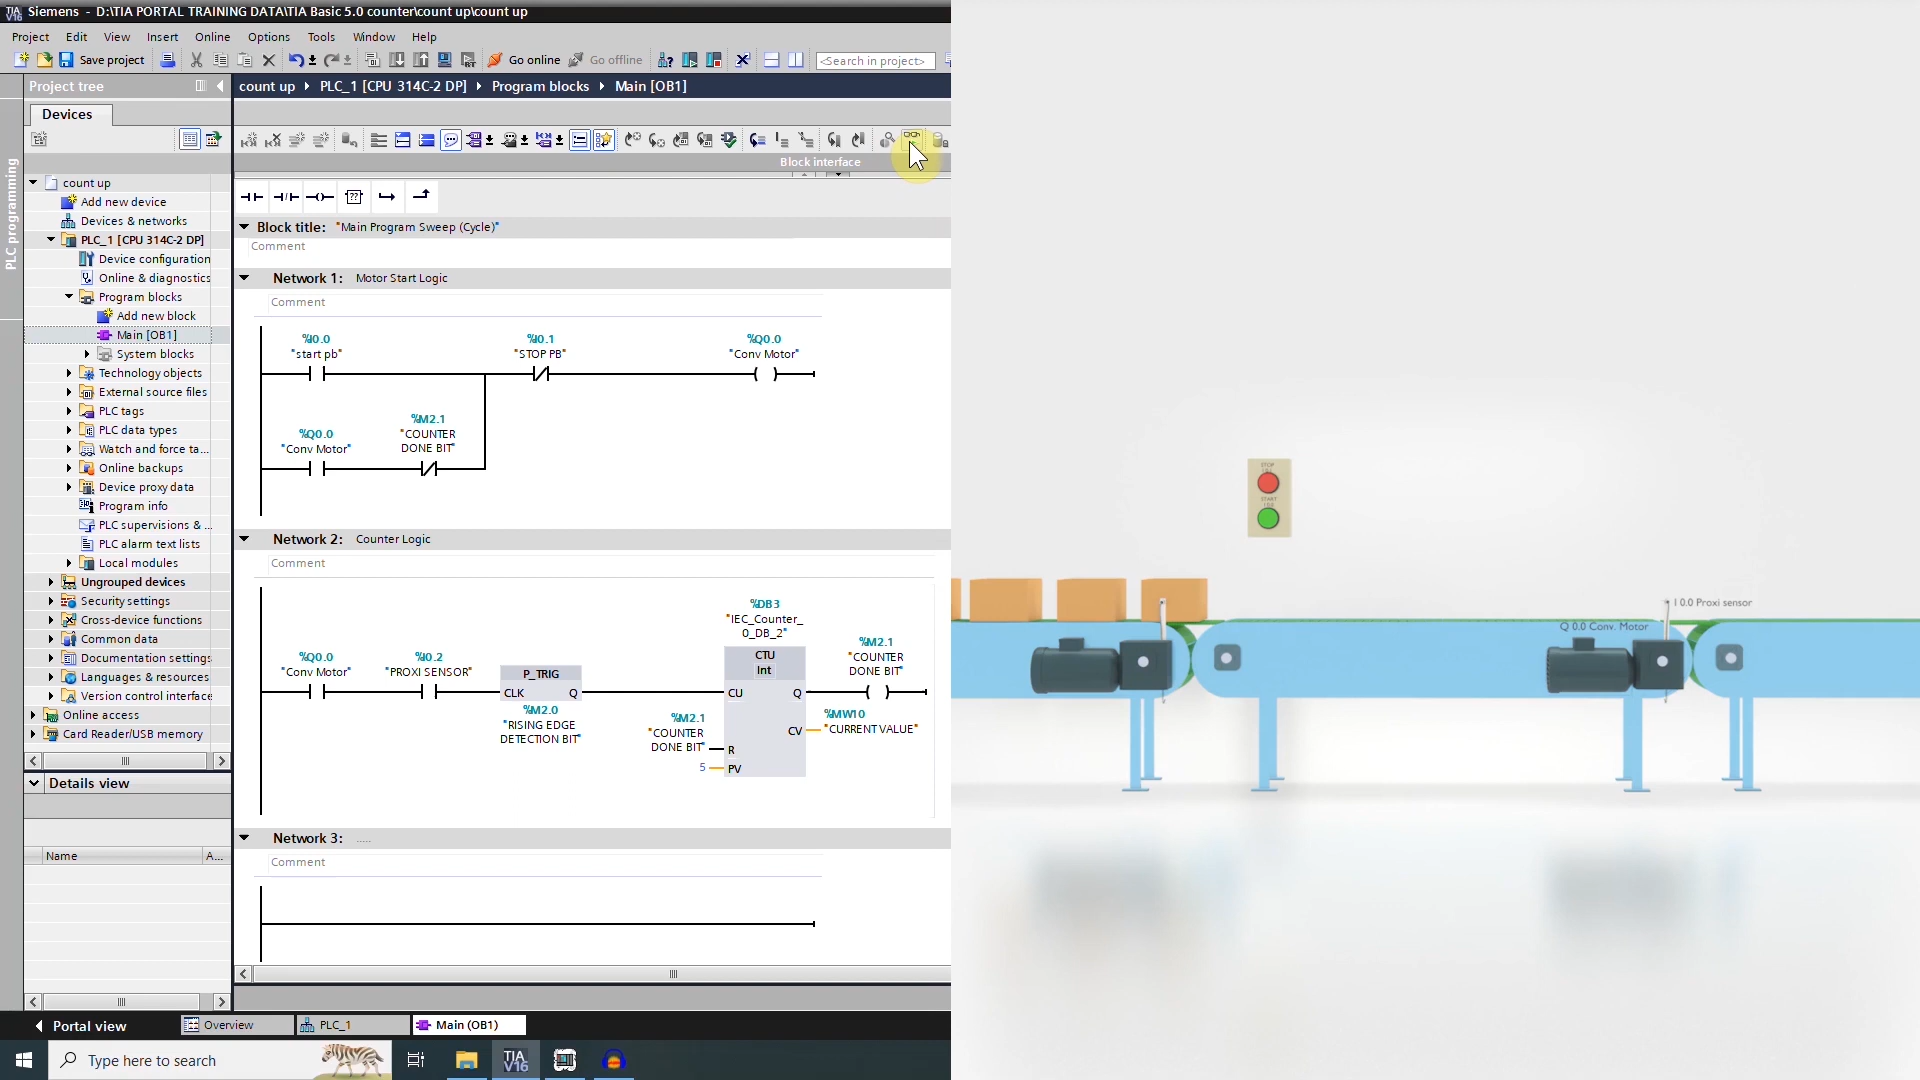 Siemens - D:\TIA PORTAL TRAINING DATA\TIA Basic 5.0 counter\count up\count up
Project Edit View Insert Online Options Tools Window Help
Save project
Go online
Go offline
<Search in project>
Project tree
count up
PLC_1 [CPU 314C-2 DP]
Program blocks
Main [OB1]
Devices
PLC programming
Block interface
count up
Add new device
Devices & networks
PLC_1 [CPU 314C-2 DP]
Device configuration
Online & diagnostics
Program blocks
Add new block
Main [OB1]
System blocks
Technology objects
External source files
PLC tags
PLC data types
Watch and force ta...
Online backups
Device proxy data
Program info
PLC supervisions & ...
PLC alarm text lists
Local modules
Ungrouped devices
Security settings
Cross-device functions
Common data
Documentation settings
Languages & resources
Version control interface
Online access
Card Reader/USB memory
Details view
Name
A...
Block title: "Main Program Sweep (Cycle)"
Comment
Network 1: Motor Start Logic
Comment
%I0.0
"start pb"
%I0.1
"STOP PB"
%Q0.0
"Conv Motor"
%Q0.0
"Conv Motor"
%M2.1
"COUNTER
DONE BIT"
Network 2: Counter Logic
Comment
%Q0.0
"Conv Motor"
%I0.2
"PROXI SENSOR"
P_TRIG
CLK Q
%M2.0
"RISING EDGE
DETECTION BIT"
%DB3
"IEC_Counter_
0_DB_2"
CTU
Int
CU Q
CV
R
PV
%M2.1
"COUNTER
DONE BIT"
5
%M2.1
"COUNTER
DONE BIT"
%MW10
"CURRENT VALUE"
Network 3: .....
Comment
Portal view
Overview
PLC_1
Main (OB1)
Type here to search
TIA
V16
STOP
START
I 0.0 Proxi sensor
Q 0.0 Conv. Motor